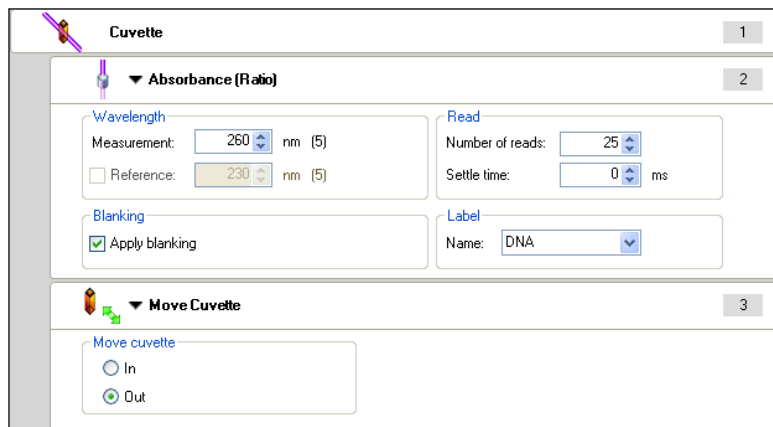 Cuvette 1
Absorbance (Ratio) 2
Wavelength Read
Measurement: 260 nm (5) Number of reads: 25
Reference: 230 nm (5) Settle time: 0 ms
Blanking Label
Apply blanking Name: DNA
Move Cuvette 3
Move cuvette
In
Out